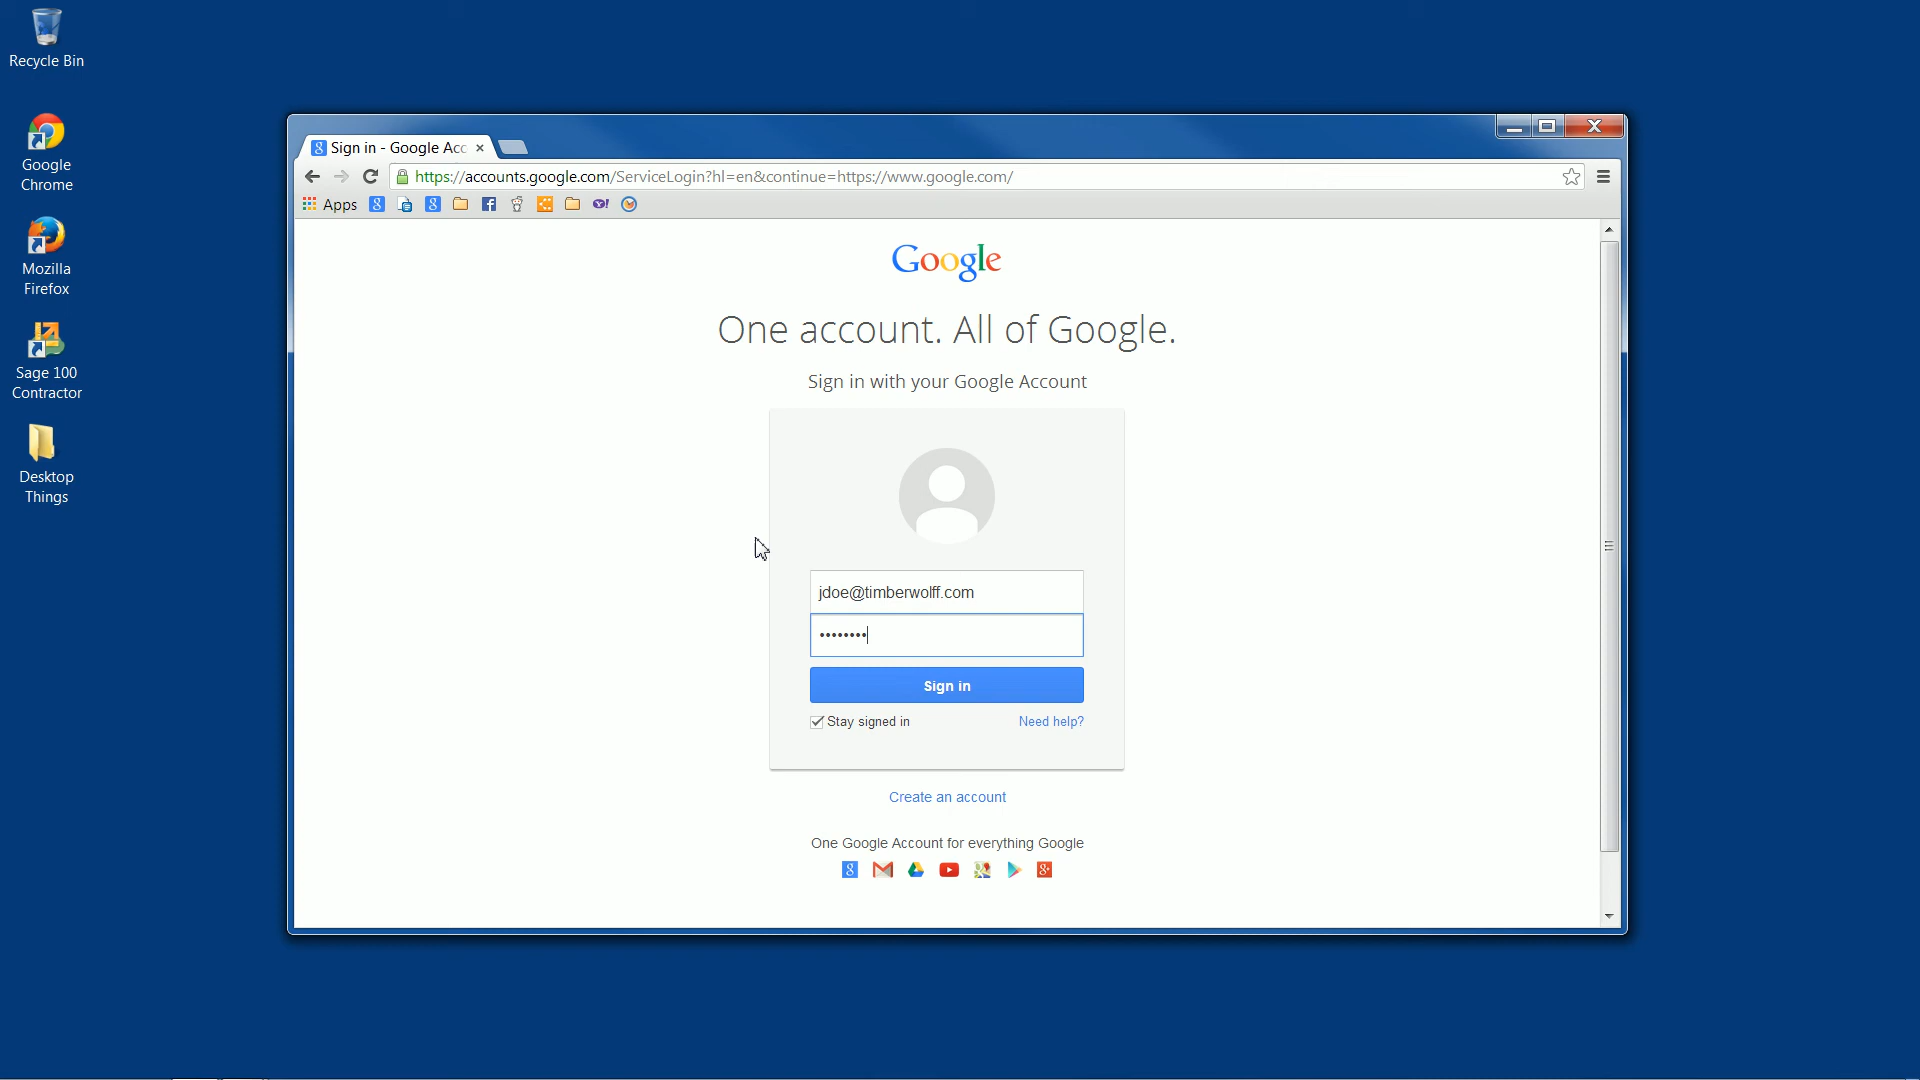 Recycle Bin
Google
Chrome
Mozilla
Firefox
Sage 100
Contractor
Desktop
Things
Sign in - Google Acc
https://accounts.google.com/ServiceLogin?hl=en&continue=https://www.google.com/
Apps
Google
One account. All of Google.
Sign in with your Google Account
jdoe@timberwolff.com
••••••••
Sign in
Stay signed in
Need help?
Create an account
One Google Account for everything Google